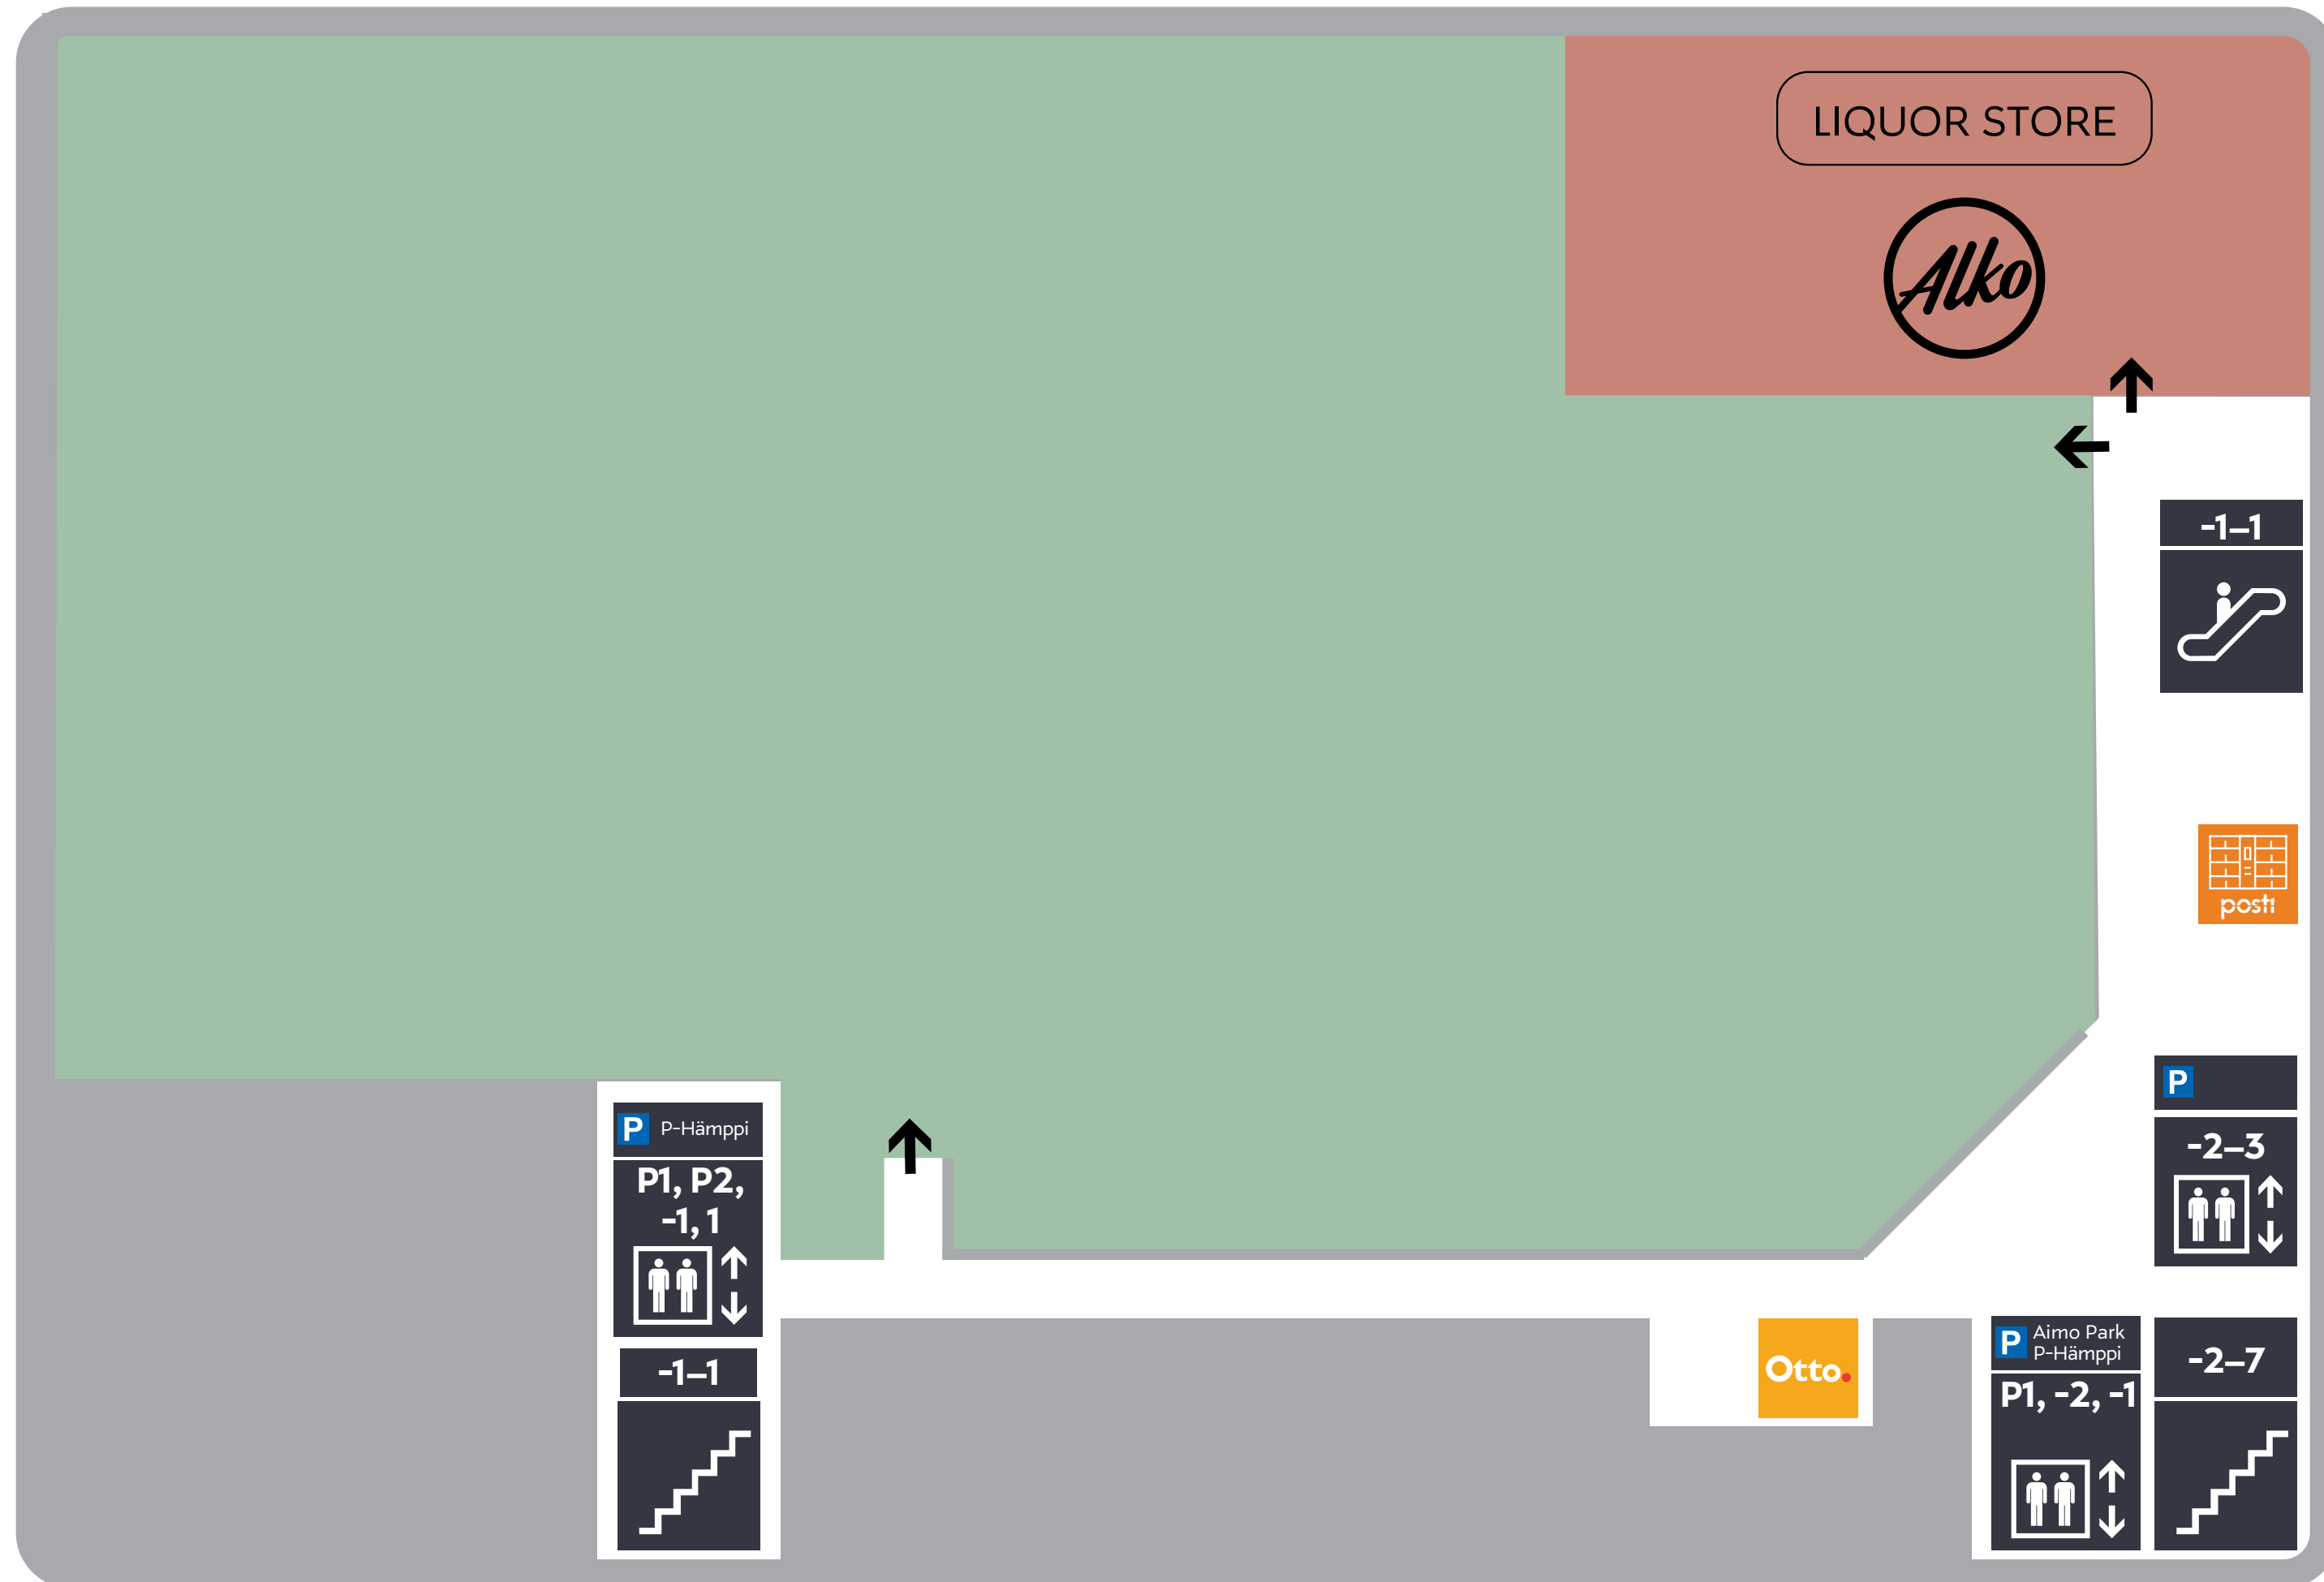 LIQUOR STORE
Alko
-1–1
posti
P
-2–3
P P-Hämppi
P1, P2,
-1, 1
-1–1
Otto.
P Aimo Park
P-Hämppi
P1, -2, -1
-2–7